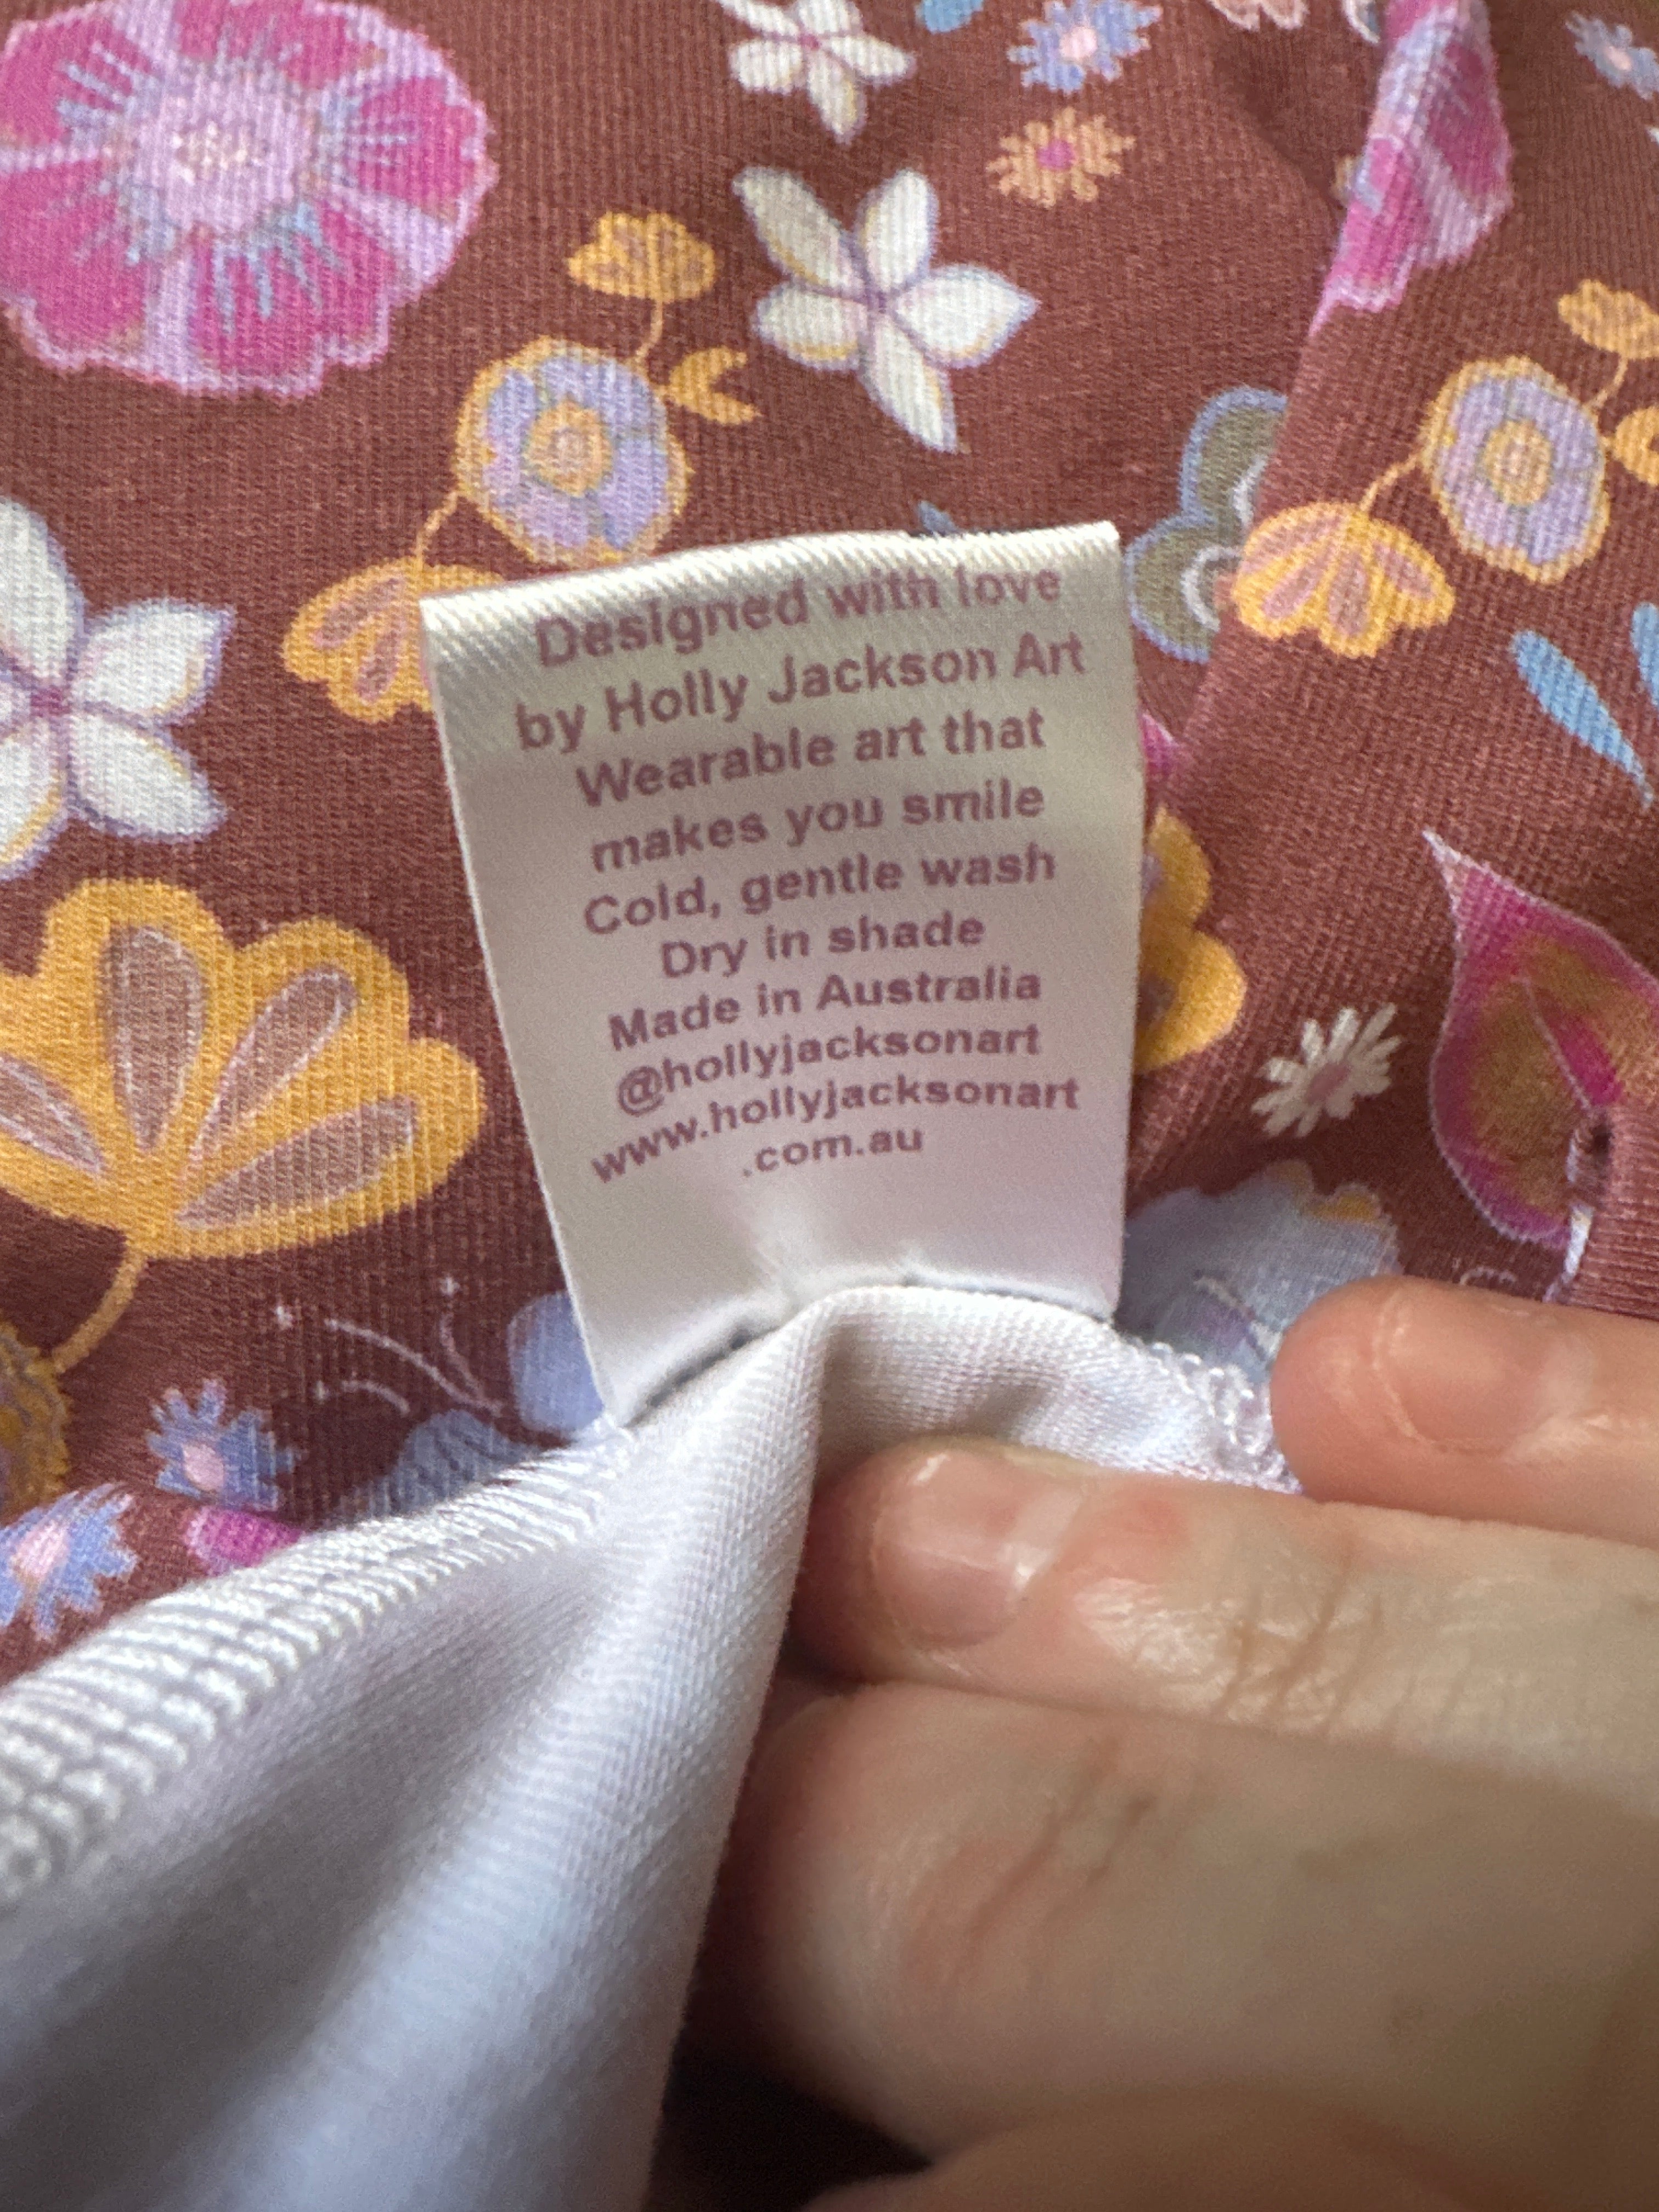 Designed with love
by Holly Jackson Art
Wearable art that
makes you smile
Cold, gentle wash
Dry in shade
Made in Australia
@hollyjacksonart
www.hollyjacksonart
.com.au